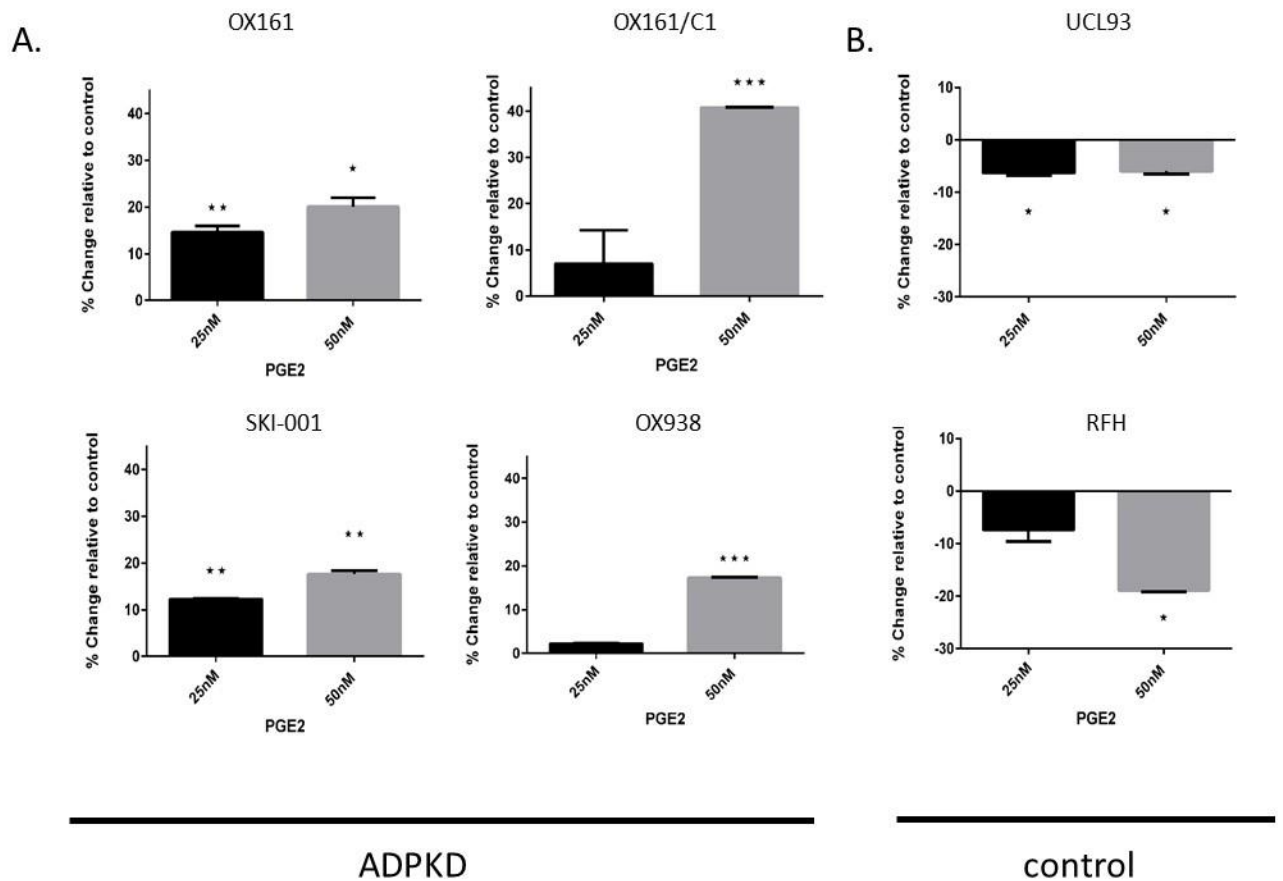 A.
OX161
% Change relative to control
40
30
20
10
0
★★
★
25nM
50nM
PGE2
OX161/C1
% Change relative to control
40
30
20
10
0
★★★
25nM
50nM
PGE2
B.
UCL93
% Change relative to control
10
0
-10
-20
-30
★
★
25nM
50nM
PGE2
SKI-001
% Change relative to control
40
30
20
10
0
★★
★★
25nM
50nM
PGE2
OX938
% Change relative to control
40
30
20
10
0
★★★
25nM
50nM
PGE2
RFH
% Change relative to control
10
0
-10
-20
-30
★
25nM
50nM
PGE2
ADPKD
control